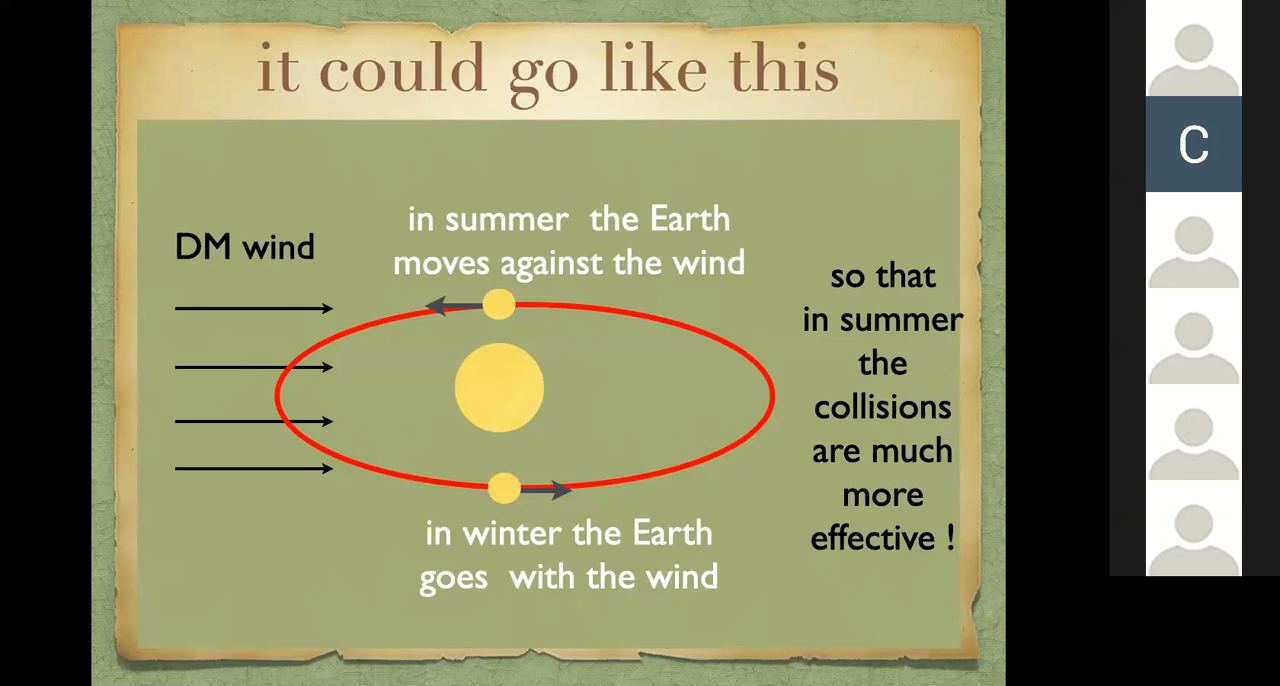 it could go like this
DM wind
in summer the Earth
moves against the wind
so that
in summer
the
collisions
are much
more
effective !
in winter the Earth
goes with the wind
C